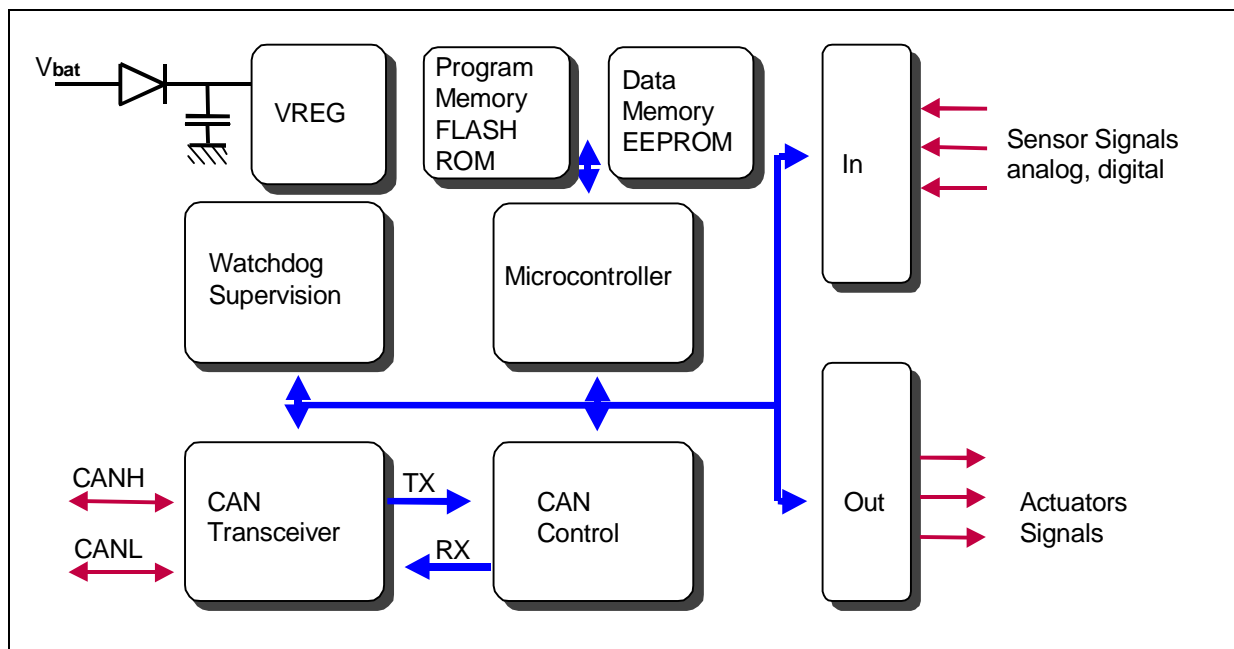 Vbat
VREG
Program
Memory
FLASH
ROM
Data
Memory
EEPROM
In
Sensor Signals
analog, digital
Watchdog
Supervision
Microcontroller
CANH
CANL
CAN
Transceiver
TX
RX
CAN
Control
Out
Actuators
Signals